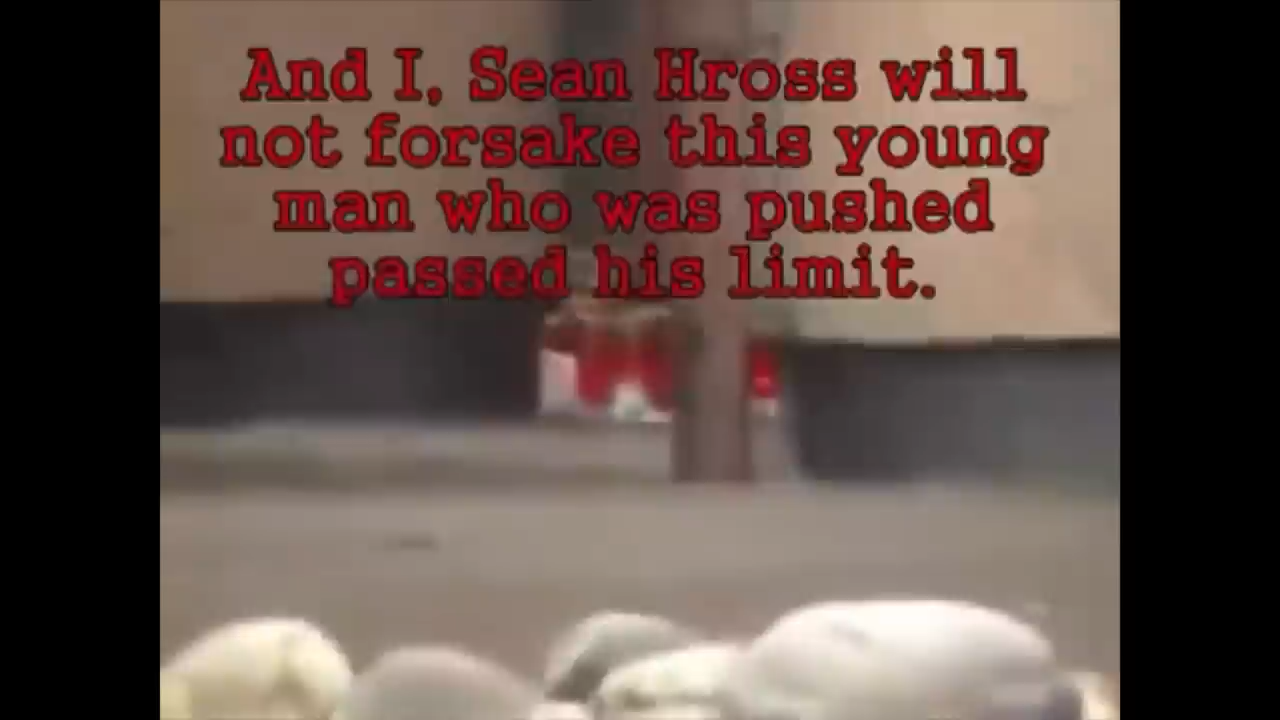 And I, Sean Hross will
not forsake this young
man who was pushed
passed his limit.